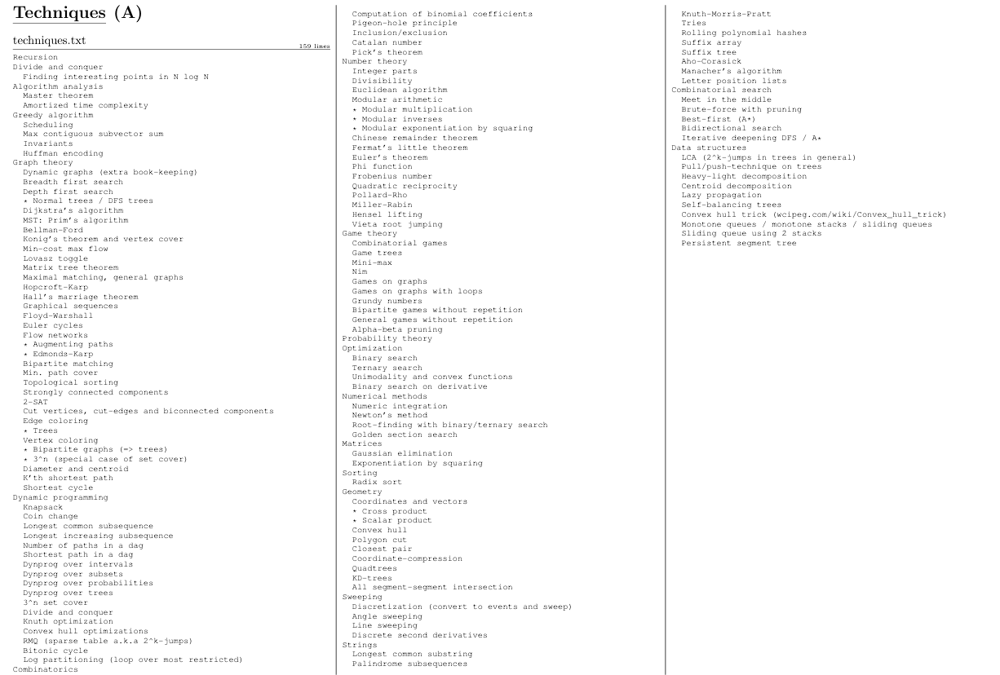 Techniques (A)
techniques.txt
159 lines
Recursion
Divide and conquer
Finding interesting points in N log N
Algorithm analysis
Master theorem
Amortized time complexity
Greedy algorithm
Scheduling
Max contiguous subvector sum
Invariants
Huffman encoding
Graph theory
Dynamic graphs (extra book-keeping)
Breadth first search
Depth first search
* Normal trees / DFS trees
Dijkstra's algorithm
MST: Prim's algorithm
Bellman-Ford
Konig's theorem and vertex cover
Min-cost max flow
Lovasz toggle
Matrix tree theorem
Maximal matching, general graphs
Hopcroft-Karp
Hall's marriage theorem
Graphical sequences
Floyd-Warshall
Euler cycles
Flow networks
* Augmenting paths
* Edmonds-Karp
Bipartite matching
Min. path cover
Topological sorting
Strongly connected components
2-SAT
Cut vertices, cut-edges and biconnected components
Edge coloring
* Trees
Vertex coloring
* Bipartite graphs (=> trees)
* 3^n (special case of set cover)
Diameter and centroid
K'th shortest path
Shortest cycle
Dynamic programming
Knapsack
Coin change
Longest common subsequence
Longest increasing subsequence
Number of paths in a dag
Shortest path in a dag
Dynprog over intervals
Dynprog over subsets
Dynprog over probabilities
Dynprog over trees
3^n set cover
Divide and conquer
Knuth optimization
Convex hull optimizations
RMQ (sparse table a.k.a 2^k-jumps)
Bitonic cycle
Log partitioning (loop over most restricted)
Combinatorics
Computation of binomial coefficients
Pigeon-hole principle
Inclusion/exclusion
Catalan number
Pick's theorem
Number theory
Integer parts
Divisibility
Euclidean algorithm
Modular arithmetic
* Modular multiplication
* Modular inverses
* Modular exponentiation by squaring
Chinese remainder theorem
Fermat's little theorem
Euler's theorem
Phi function
Frobenius number
Quadratic reciprocity
Pollard-Rho
Miller-Rabin
Hensel lifting
Vieta root jumping
Game theory
Combinatorial games
Game trees
Mini-max
Nim
Games on graphs
Games on graphs with loops
Grundy numbers
Bipartite games without repetition
General games without repetition
Alpha-beta pruning
Probability theory
Optimization
Binary search
Ternary search
Unimodality and convex functions
Binary search on derivative
Numerical methods
Numeric integration
Newton's method
Root-finding with binary/ternary search
Golden section search
Matrices
Gaussian elimination
Exponentiation by squaring
Sorting
Radix sort
Geometry
Coordinates and vectors
* Cross product
* Scalar product
Convex hull
Polygon cut
Closest pair
Coordinate-compression
Quadtrees
KD-trees
All segment-segment intersection
Sweeping
Discretization (convert to events and sweep)
Angle sweeping
Line sweeping
Discrete second derivatives
Strings
Longest common substring
Palindrome subsequences
Knuth-Morris-Pratt
Tries
Rolling polynomial hashes
Suffix array
Suffix tree
Aho-Corasick
Manacher's algorithm
Letter position lists
Combinatorial search
Meet in the middle
Brute-force with pruning
Best-first (A*)
Bidirectional search
Iterative deepening DFS / A*
Data structures
LCA (2^k-jumps in trees in general)
Pull/push-technique on trees
Heavy-light decomposition
Centroid decomposition
Lazy propagation
Self-balancing trees
Convex hull trick (wcipeg.com/wiki/Convex_hull_trick)
Monotone queues / monotone stacks / sliding queues
Sliding queue using 2 stacks
Persistent segment tree